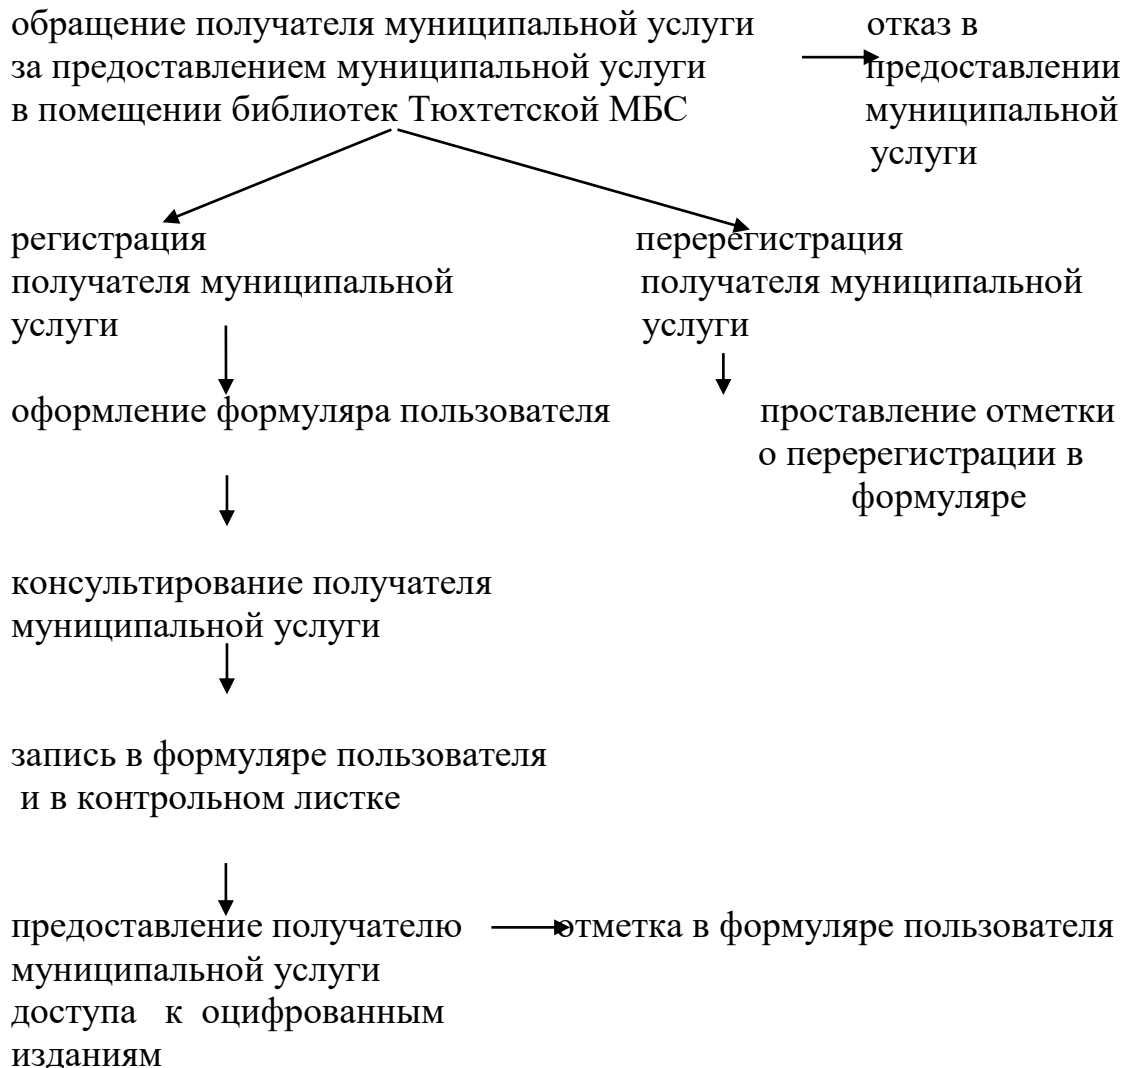 обращение получателя муниципальной услуги
за предоставлением муниципальной услуги
в помещении библиотек Тюхтетской МБС
отказ в
предоставлении
муниципальной
услуги
регистрация
получателя муниципальной
услуги
перерегистрация
получателя муниципальной
услуги
оформление формуляра пользователя
проставление отметки
о перерегистрации в
формуляре
консультирование получателя
муниципальной услуги
запись в формуляре пользователя
и в контрольном листке
предоставление получателю
муниципальной услуги
доступа к оцифрованным
изданиям
отметка в формуляре пользователя